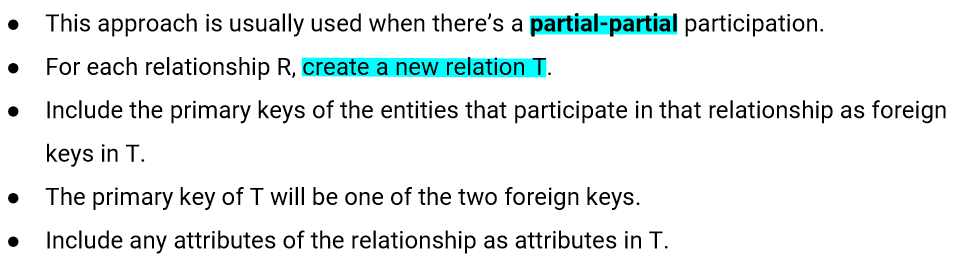 ● This approach is usually used when there’s a partial-partial participation.
● For each relationship R, create a new relation T.
● Include the primary keys of the entities that participate in that relationship as foreign
keys in T.
● The primary key of T will be one of the two foreign keys.
● Include any attributes of the relationship as attributes in T.